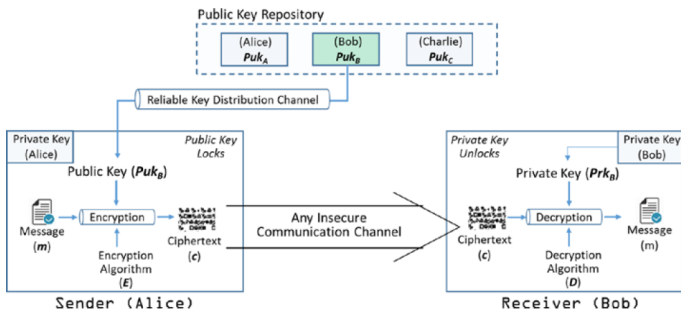 Public Key Repository
(Alice)
PukA
(Bob)
PukB
(Charlie)
PukC
Reliable Key Distribution Channel
Private Key
(Alice)
Public Key
Locks
Public Key (PukB)
Encryption
Message
(m)
Ciphertext
(c)
Encryption
Algorithm
(E)
Sender (Alice)
Any Insecure
Communication Channel
Private Key
Unlocks
Private Key
(Bob)
Private Key (PrkB)
Decryption
Ciphertext
(c)
Message
(m)
Decryption
Algorithm
(D)
Receiver (Bob)